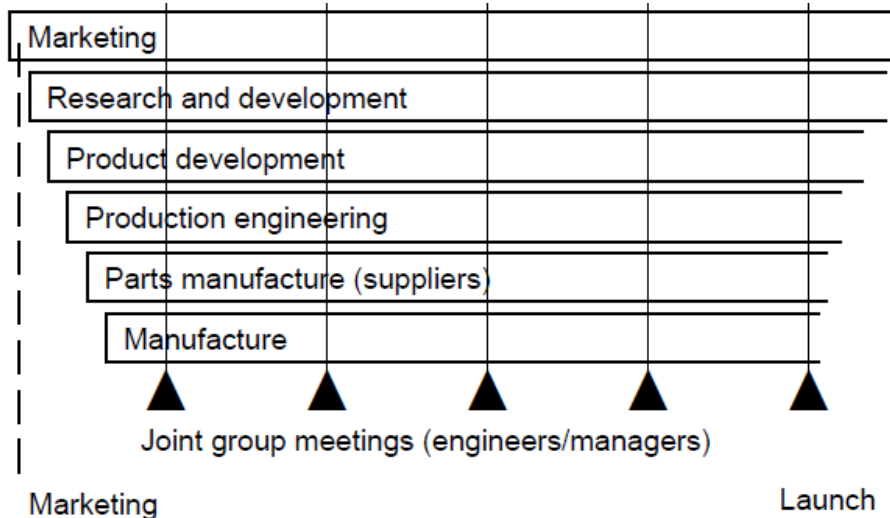 Marketing
Research and development
Product development
Production engineering
Parts manufacture (suppliers)
Manufacture
Joint group meetings (engineers/managers)
Marketing
Launch